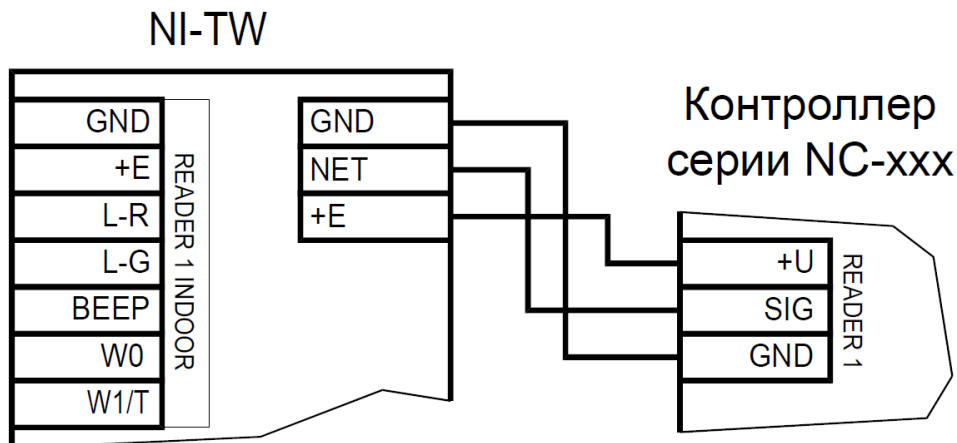 NI-TW
GND
+E
L-R
L-G
BEEP
W0
W1/T
READER 1 INDOOR
GND
NET
+E
Контроллер
серии NC-xxx
+U
SIG
GND
READER 1